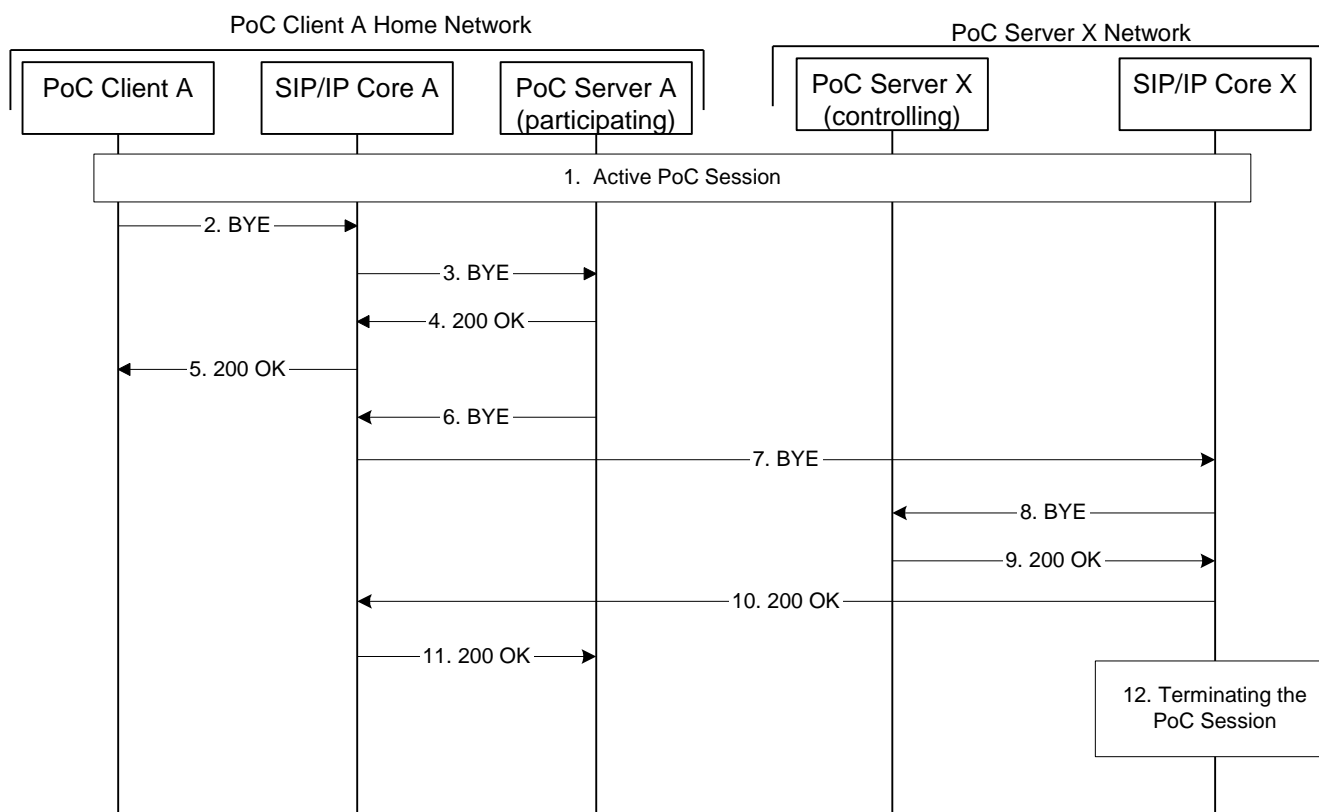 PoC Client A Home Network
PoC Server X Network
PoC Client A
SIP/IP Core A
PoC Server A
(participating)
PoC Server X
(controlling)
SIP/IP Core X
1. Active PoC Session
2. BYE
3. BYE
4. 200 OK
5. 200 OK
6. BYE
7. BYE
8. BYE
9. 200 OK
10. 200 OK
11. 200 OK
12. Terminating the
PoC Session